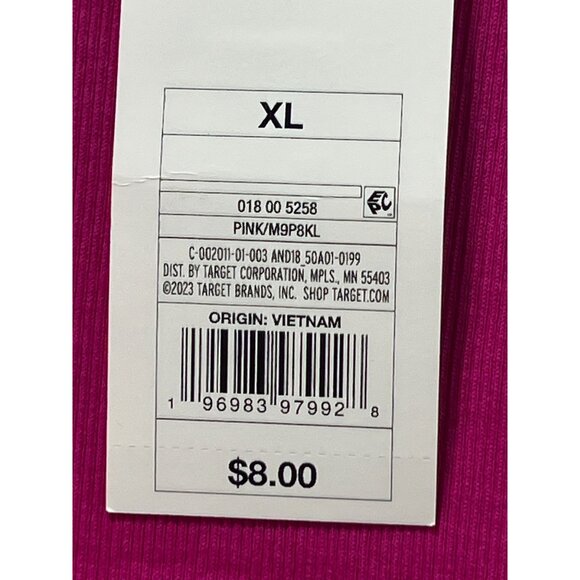 XL
EPC
018 00 5258
PINK/M9P8KL
C-002011-01-003 AND18_50A01-0199
DIST. BY TARGET CORPORATION, MPLS., MN 55403
©2023 TARGET BRANDS, INC. SHOP TARGET.COM
ORIGIN: VIETNAM
1 96983 97992 8
$8.00